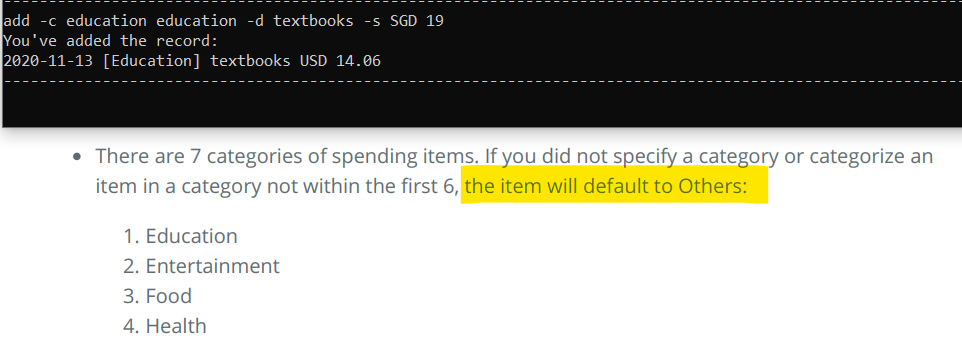 add -c education education -d textbooks -s SGD 19
You've added the record:
2020-11-13 [Education] textbooks USD 14.06
• There are 7 categories of spending items. If you did not specify a category or categorize an
item in a category not within the first 6, the item will default to Others:
1. Education
2. Entertainment
3. Food
4. Health